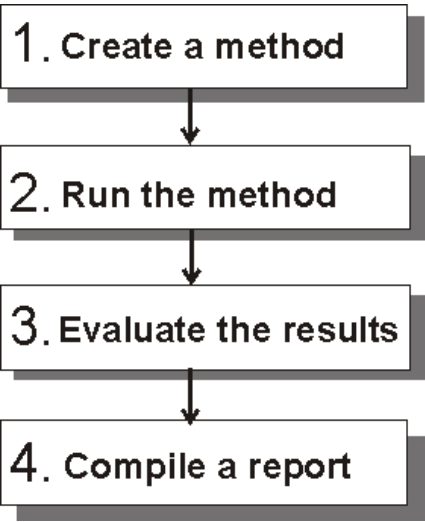 1. Create a method
2. Run the method
3. Evaluate the results
4. Compile a report